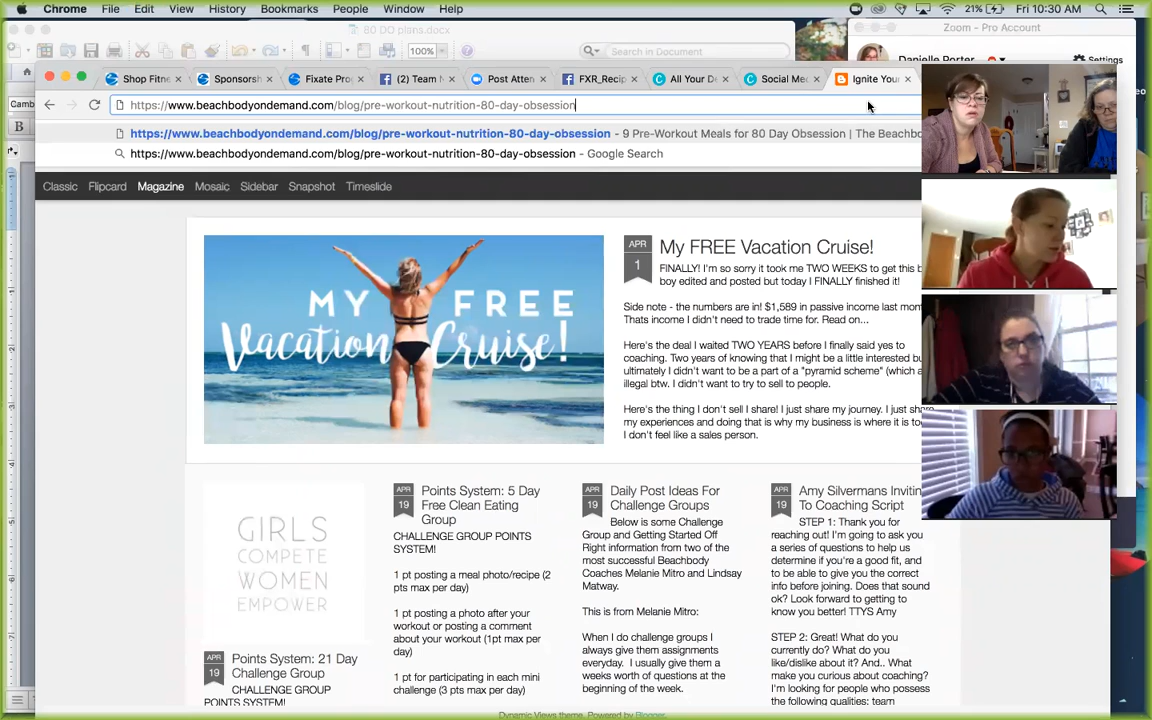 Chrome File Edit View History Bookmarks People Window Help
21% Fri 10:30 AM
80 DO plans.docx
100%
Search in Document
Zoom - Pro Account
Danielle Porter
Settings
Shop Fitne
Sponsorsh
Fixate Pro
(2) Team N
Post Atten
FXR_Recip
All Your De
Social Med
Ignite Your
https://www.beachbodyondemand.com/blog/pre-workout-nutrition-80-day-obsession
https://www.beachbodyondemand.com/blog/pre-workout-nutrition-80-day-obsession - 9 Pre-Workout Meals for 80 Day Obsession | The Beachbo
https://www.beachbodyondemand.com/blog/pre-workout-nutrition-80-day-obsession - Google Search
Camb
B
Classic Flipcard Magazine Mosaic Sidebar Snapshot Timeslide
MY FREE
Vacation Cruise!
APR
1
My FREE Vacation Cruise!
FINALLY! I'm so sorry it took me TWO WEEKS to get this b
boy edited and posted but today I FINALLY finished it!
Side note - the numbers are in! $1,589 in passive income last mon
Thats income I didn't need to trade time for. Read on...
Here's the deal I waited TWO YEARS before I finally said yes to
coaching. Two years of knowing that I might be a little interested bu
ultimately I didn't want to be a part of a "pyramid scheme" (which a
illegal btw. I didn't want to try to sell to people.
Here's the thing I don't sell I share! I just share my journey. I just share
my experiences and doing that is why my business is where it is to
I don't feel like a sales person.
GIRLS
COMPETE
WOMEN
EMPOWER
APR
19
Points System: 21 Day
Challenge Group
CHALLENGE GROUP
POINTS SYSTEM!
APR
19
Points System: 5 Day
Free Clean Eating
Group
CHALLENGE GROUP POINTS
SYSTEM!
1 pt posting a meal photo/recipe (2
pts max per day)
1 pt posting a photo after your
workout or posting a comment
about your workout (1pt max per
day)
1 pt for participating in each mini
challenge (3 pts max per day)
APR
19
Daily Post Ideas For
Challenge Groups
Below is some Challenge
Group and Getting Started Off
Right information from two of the
most successful Beachbody
Coaches Melanie Mitro and Lindsay
Matway.
This is from Melanie Mitro:
When I do challenge groups I
always give them assignments
everyday. I usually give them a
weeks worth of questions at the
beginning of the week.
APR
19
Amy Silvermans Inviting
To Coaching Script
STEP 1: Thank you for
reaching out! I'm going to ask you
a series of questions to help us
determine if you're a good fit, and
to be able to give you the correct
info before joining. Does that sound
ok? Look forward to getting to
know you better! TTYS Amy
STEP 2: Great! What do you
currently do? What do you
like/dislike about it? And.. What
make you curious about coaching?
I'm looking for people who possess
the following qualities: team
Dynamic Views theme. Powered by Blogger.